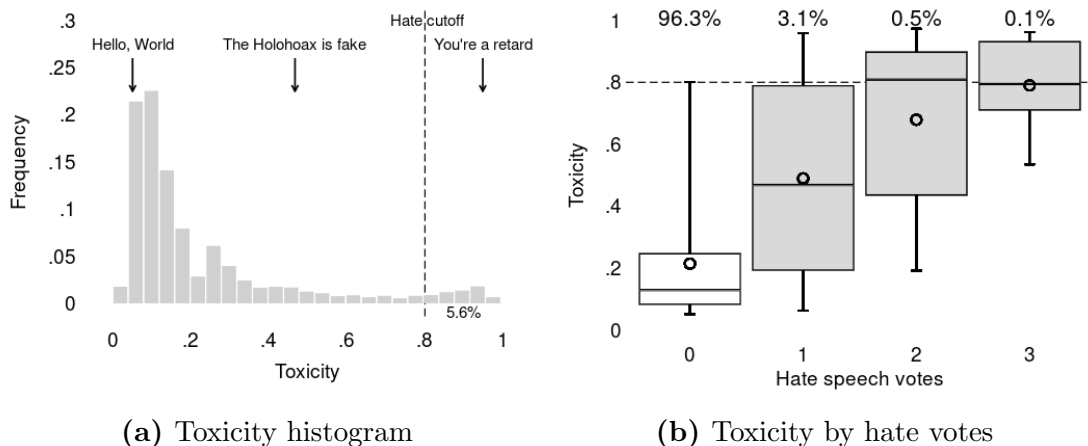 .3
Hate cutoff
Hello, World
The Holohoax is fake
You're a retard
.25
.2
.15
.1
.05
0
Frequency
5.6%
0 .2 .4 .6 .8 1
Toxicity
(a) Toxicity histogram
96.3% 3.1% 0.5% 0.1%
1
.8
.6
.4
.2
0
Toxicity
0 1 2 3
Hate speech votes
(b) Toxicity by hate votes